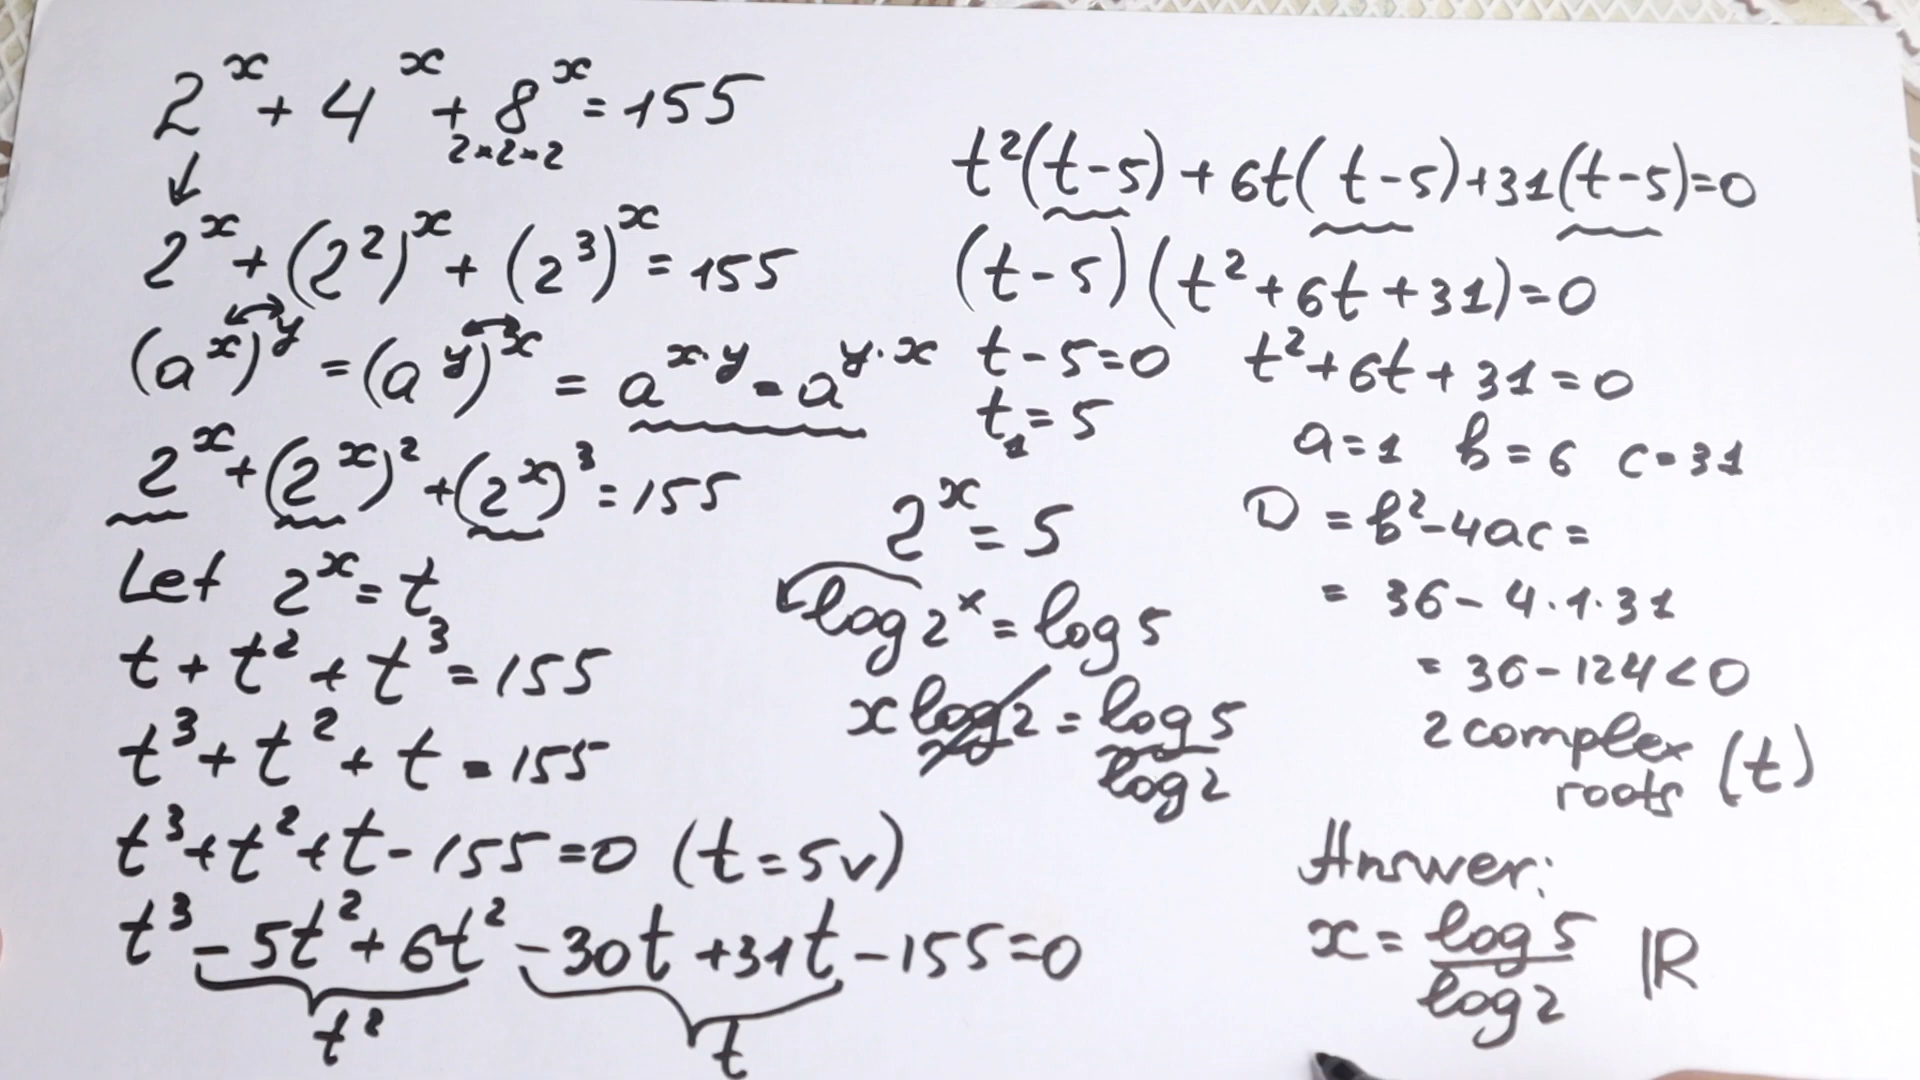 2^x + 4^x + 8^x = 155
2×2×2
2^x + (2^2)^x + (2^3)^x = 155
(a^x)^y = (a^y)^x = a^{x·y} = a^{y·x}
2^x + (2^x)^2 + (2^x)^3 = 155
Let 2^x = t
t + t^2 + t^3 = 155
t^3 + t^2 + t = 155
t^3 + t^2 + t - 155 = 0 (t = 5 v)
t^3 - 5t^2 + 6t^2 - 30t + 31t - 155 = 0
t^2 t
t^2(t-5) + 6t(t-5) + 31(t-5) = 0
(t-5)(t^2 + 6t + 31) = 0
t - 5 = 0
t_1 = 5
2^x = 5
log 2^x = log 5
x log 2 / log 2 = log 5 / log 2
t^2 + 6t + 31 = 0
a = 1 b = 6 c = 31
D = b^2 - 4ac =
= 36 - 4·1·31
= 36 - 124 < 0
2 complex roots (t)
Answer:
x = log 5 / log 2 ℝ